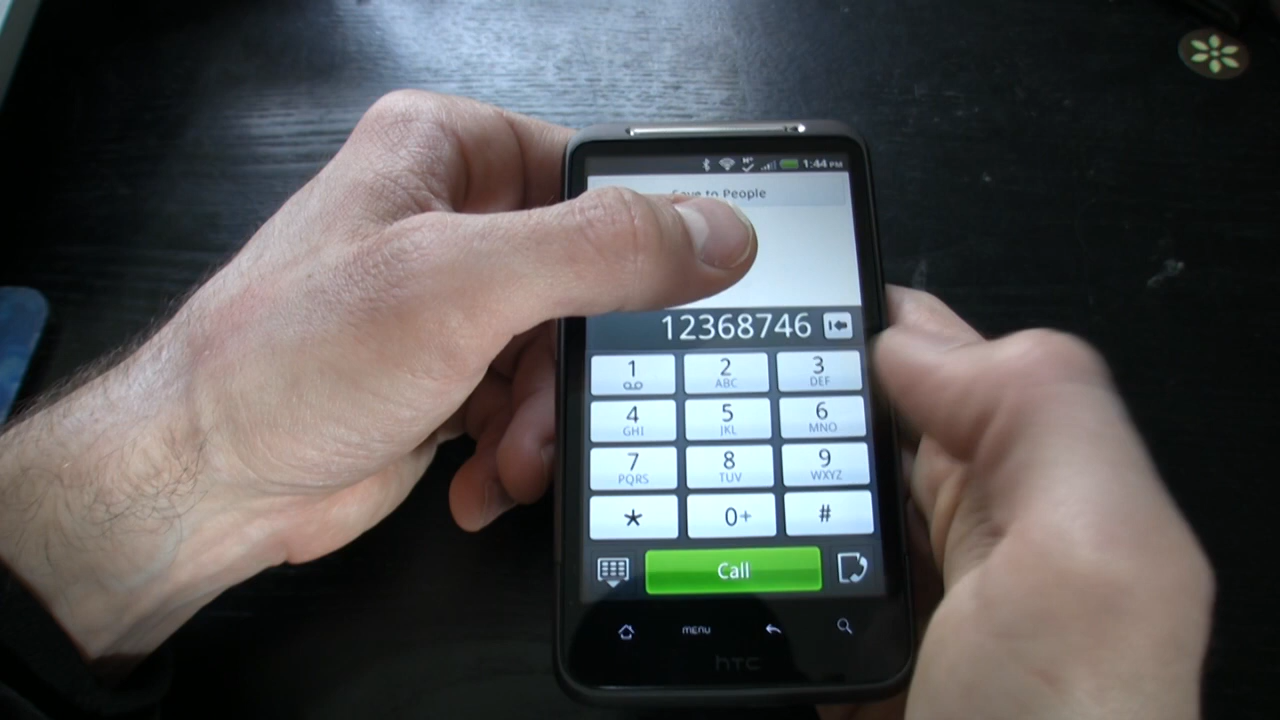 1:44 PM
Save to People
12368746
1 2 ABC 3 DEF
4 GHI 5 JKL 6 MNO
7 PQRS 8 TUV 9 WXYZ
* 0+ #
Call
MENU
hTC